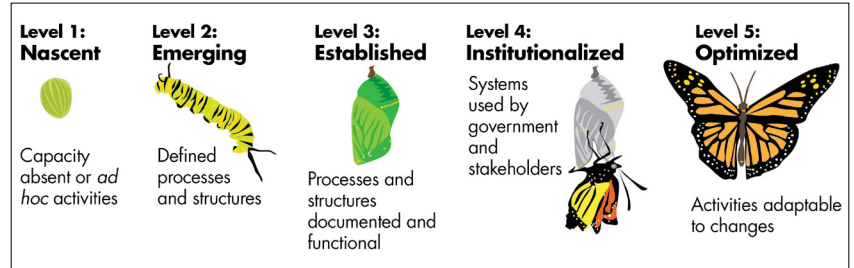 Level 1:
Nascent
Capacity
absent or ad
hoc activities
Level 2:
Emerging
Defined
processes
and structures
Level 3:
Established
Processes and
structures
documented and
functional
Level 4:
Institutionalized
Systems
used by
government
and
stakeholders
Level 5:
Optimized
Activities adaptable
to changes